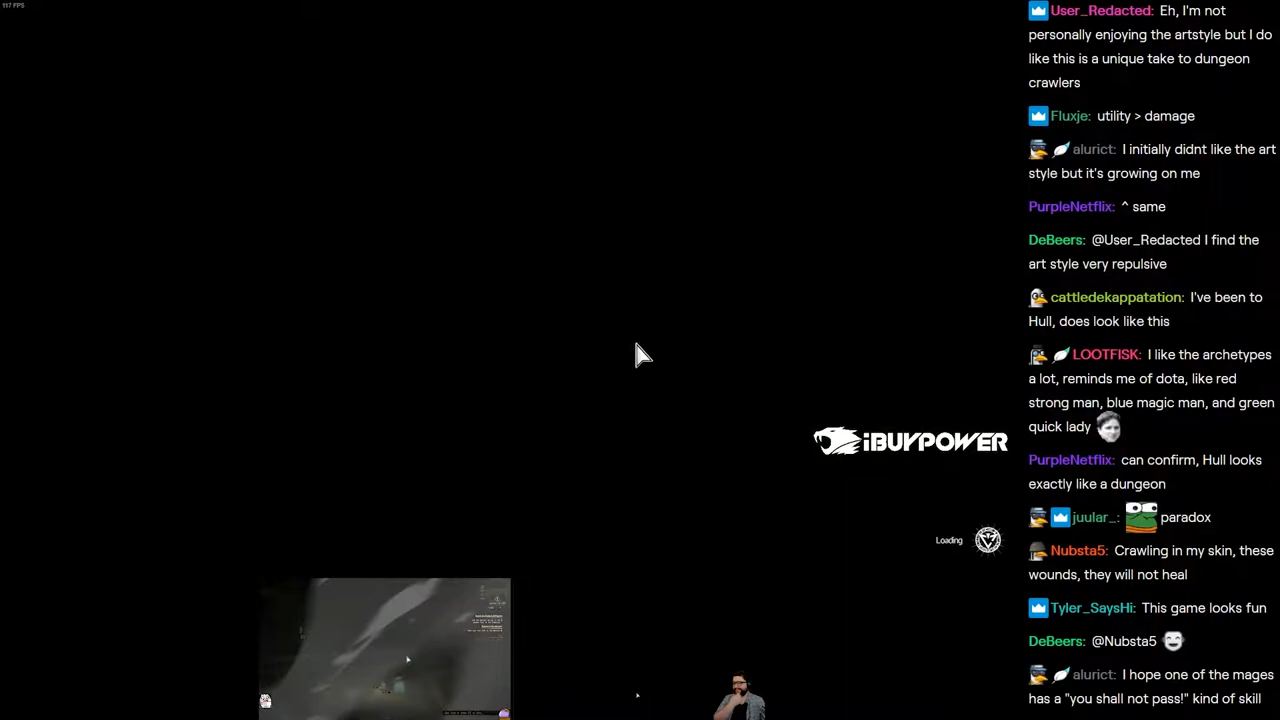 117 FPS
User_Redacted: Eh, I'm not
personally enjoying the artstyle but I do
like this is a unique take to dungeon
crawlers
Fluxje: utility > damage
alurict: I initially didnt like the art
style but it's growing on me
PurpleNetflix: ^ same
DeBeers: @User_Redacted I find the
art style very repulsive
cattledekappatation: I've been to
Hull, does look like this
LOOTFISK: I like the archetypes
a lot, reminds me of dota, like red
strong man, blue magic man, and green
quick lady
PurpleNetflix: can confirm, Hull looks
exactly like a dungeon
juular_: paradox
Nubsta5: Crawling in my skin, these
wounds, they will not heal
Tyler_SaysHi: This game looks fun
DeBeers: @Nubsta5
alurict: I hope one of the mages
has a "you shall not pass!" kind of skill
iBUYPOWER
Loading